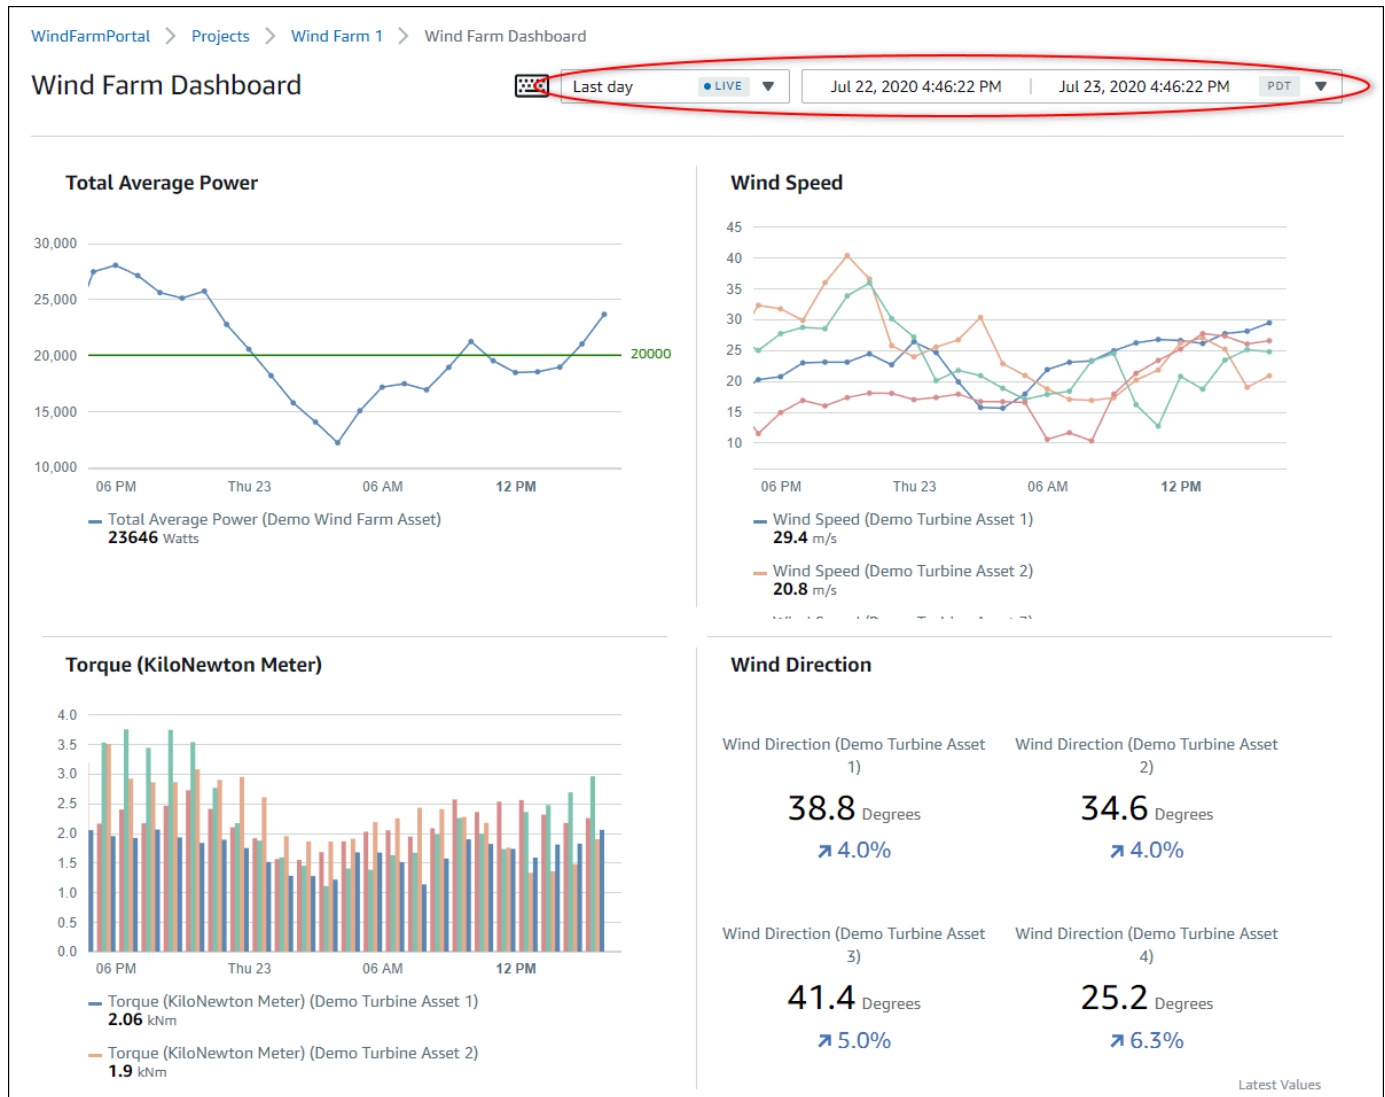 WindFarmPortal > Projects > Wind Farm 1 > Wind Farm Dashboard
Wind Farm Dashboard
Last day LIVE Jul 22, 2020 4:46:22 PM Jul 23, 2020 4:46:22 PM PDT
Total Average Power
30,000
25,000
20,000
15,000
10,000
20000
06 PM Thu 23 06 AM 12 PM
Total Average Power (Demo Wind Farm Asset)
23646 Watts
Wind Speed
45
40
35
30
25
20
15
10
06 PM Thu 23 06 AM 12 PM
Wind Speed (Demo Turbine Asset 1)
29.4 m/s
Wind Speed (Demo Turbine Asset 2)
20.8 m/s
Torque (KiloNewton Meter)
4.0
3.5
3.0
2.5
2.0
1.5
1.0
0.5
0.0
06 PM Thu 23 06 AM 12 PM
Torque (KiloNewton Meter) (Demo Turbine Asset 1)
2.06 kNm
Torque (KiloNewton Meter) (Demo Turbine Asset 2)
1.9 kNm
Wind Direction
Wind Direction (Demo Turbine Asset
1)
38.8 Degrees
4.0%
Wind Direction (Demo Turbine Asset
2)
34.6 Degrees
4.0%
Wind Direction (Demo Turbine Asset
3)
41.4 Degrees
5.0%
Wind Direction (Demo Turbine Asset
4)
25.2 Degrees
6.3%
Latest Values